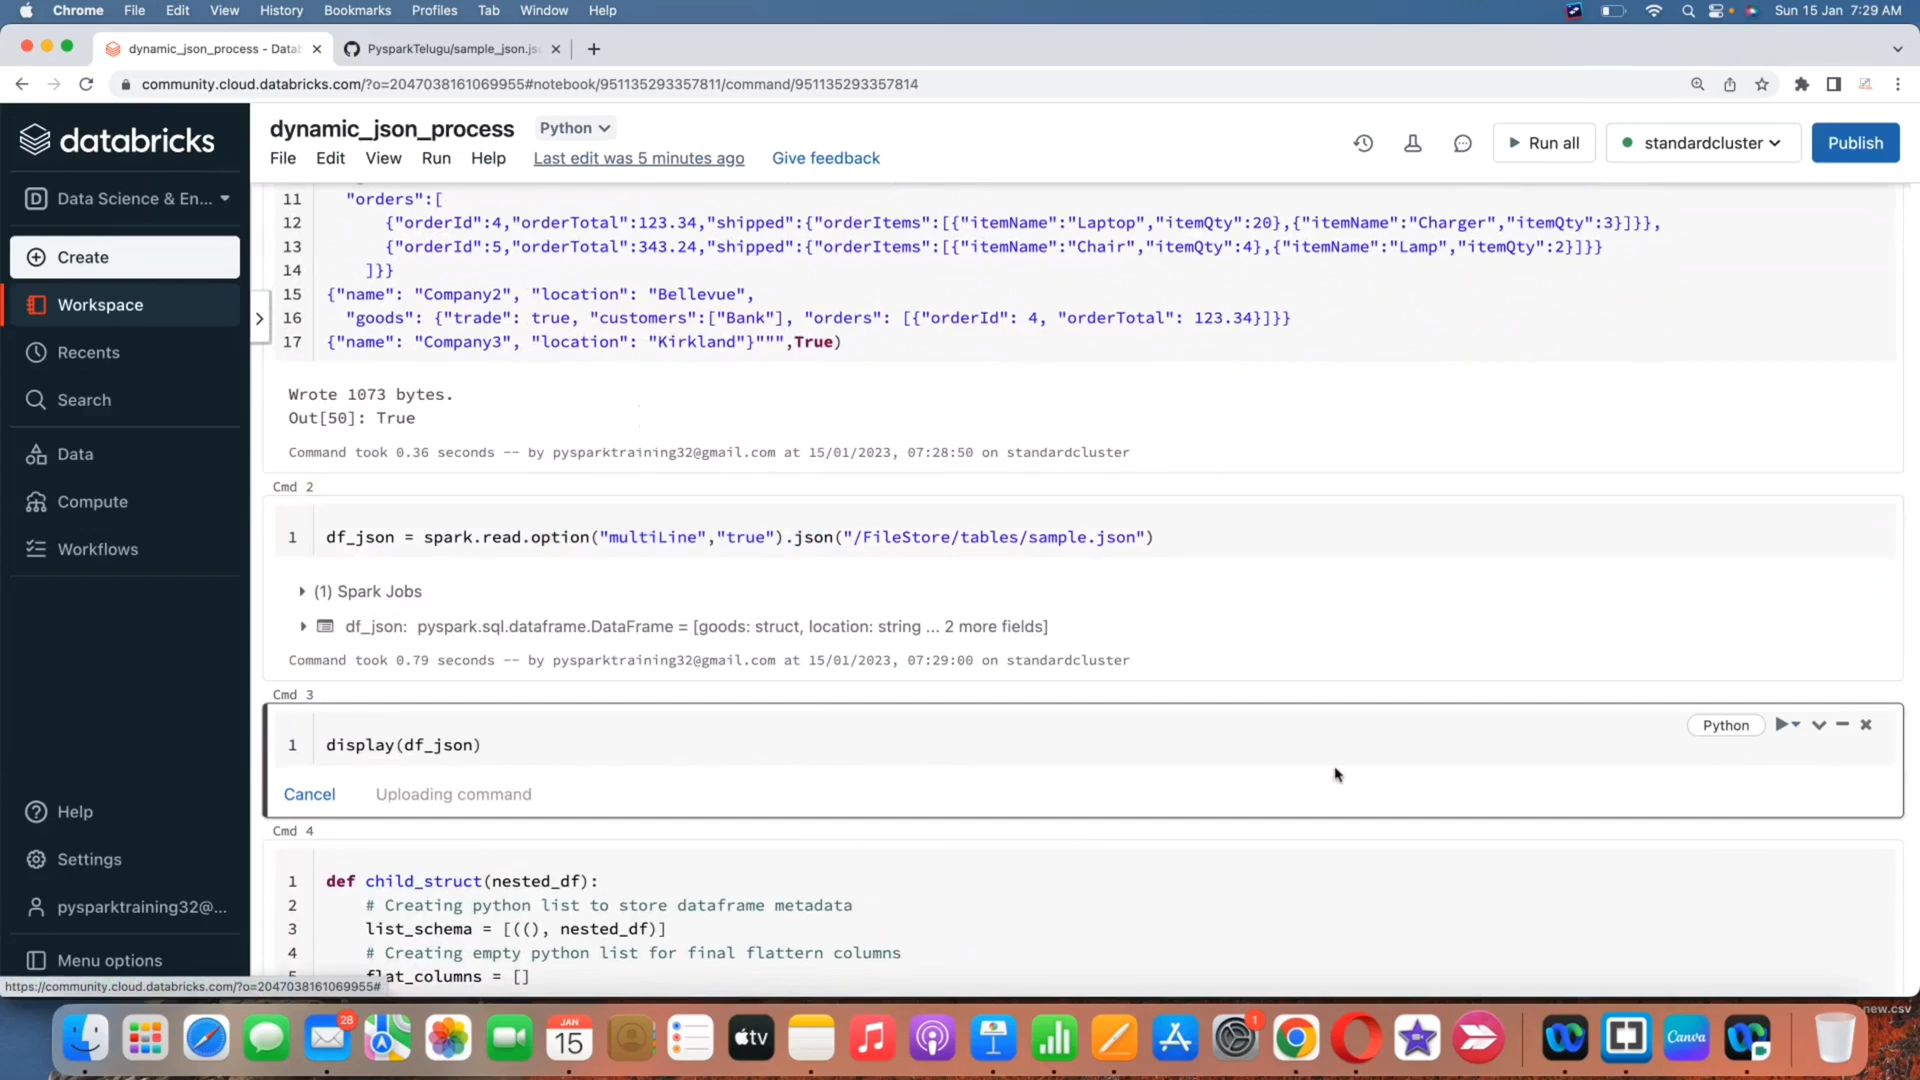 Chrome File Edit View History Bookmarks Profiles Tab Window Help Sun 15 Jan 7:29 AM
dynamic_json_process - Datab PysparkTelugu/sample_json.js
community.cloud.databricks.com/?o=2047038161069955#notebook/951135293357811/command/951135293357814
databricks
dynamic_json_process Python
File Edit View Run Help Last edit was 5 minutes ago Give feedback
Run all standardcluster Publish
D Data Science & En...
Create
Workspace
Recents
Search
Data
Compute
Workflows
Help
Settings
pysparktraining32@...
Menu options
11 "orders":[
12 {"orderId":4,"orderTotal":123.34,"shipped":{"orderItems":[{"itemName":"Laptop","itemQty":20},{"itemName":"Charger","itemQty":3}]}},
13 {"orderId":5,"orderTotal":343.24,"shipped":{"orderItems":[{"itemName":"Chair","itemQty":4},{"itemName":"Lamp","itemQty":2}]}}
14 ]}}
15 {"name": "Company2", "location": "Bellevue",
16 "goods": {"trade": true, "customers":["Bank"], "orders": [{"orderId": 4, "orderTotal": 123.34}]}}
17 {"name": "Company3", "location": "Kirkland"}""",True)
Wrote 1073 bytes.
Out[50]: True
Command took 0.36 seconds -- by pysparktraining32@gmail.com at 15/01/2023, 07:28:50 on standardcluster
Cmd 2
1 df_json = spark.read.option("multiLine","true").json("/FileStore/tables/sample.json")
(1) Spark Jobs
df_json: pyspark.sql.dataframe.DataFrame = [goods: struct, location: string ... 2 more fields]
Command took 0.79 seconds -- by pysparktraining32@gmail.com at 15/01/2023, 07:29:00 on standardcluster
Cmd 3
Python
1 display(df_json)
Cancel Uploading command
Cmd 4
1 def child_struct(nested_df):
2 # Creating python list to store dataframe metadata
3 list_schema = [((), nested_df)]
4 # Creating empty python list for final flattern columns
5 flat_columns = []
https://community.cloud.databricks.com/?o=2047038161069955#
new.csv
28
JAN
15
tv
1
Canva